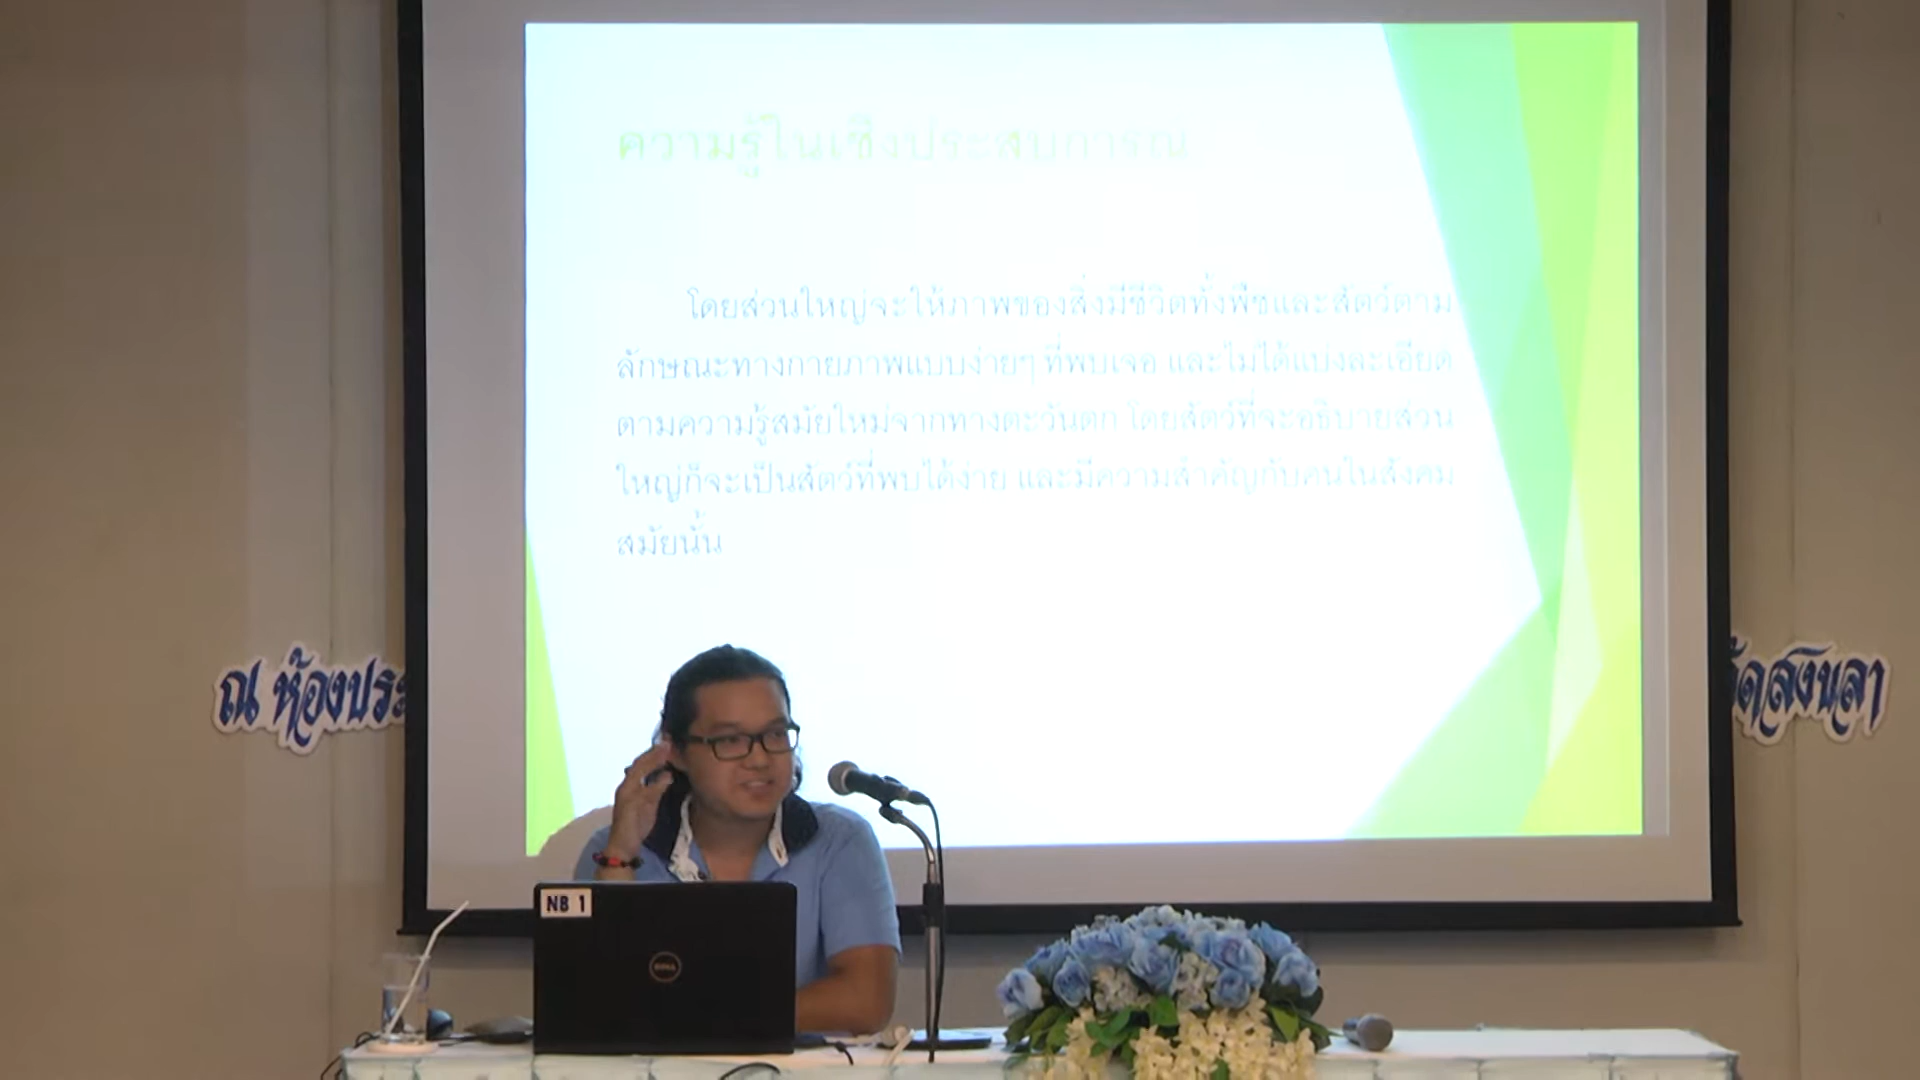 ความรู้ในเชิงประสบการณ์
โดยส่วนใหญ่จะให้ภาพของสิ่งมีชีวิตทั้งพืชและสัตว์ตาม
ลักษณะทางกายภาพแบบง่ายๆ ที่พบเจอ และไม่ได้แบ่งละเอียด
ตามความรู้สมัยใหม่จากทางตะวันตก โดยสัตว์ที่จะอธิบายส่วน
ใหญ่ก็จะเป็นสัตว์ที่พบได้ง่าย และมีความสำคัญกับคนในสังคม
สมัยนั้น
ณ ห้องประ
ัดสงขลา
NB 1
DELL